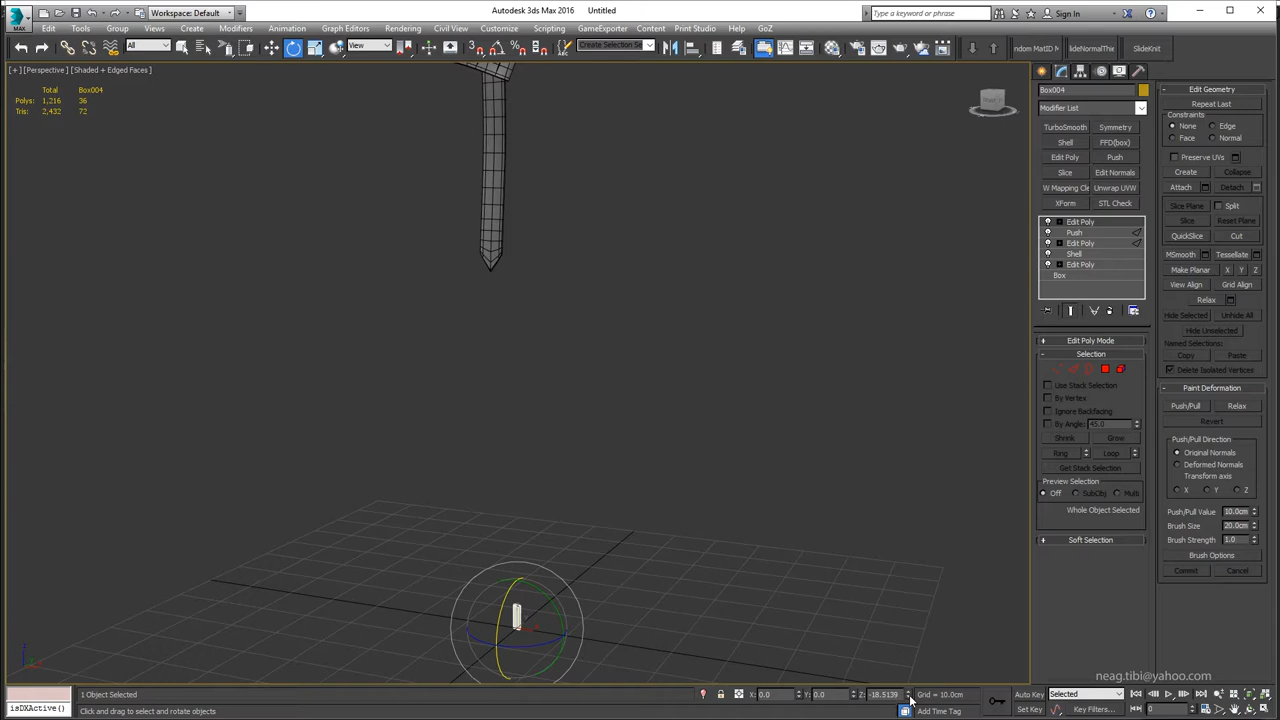 Workspace: Default
Autodesk 3ds Max 2016    Untitled
Type a keyword or phrase
Sign In
MAX
Edit Tools Group Views Create Modifiers Animation Graph Editors Rendering Civil View Customize Scripting GameExporter Content Print Studio Help GoZ
All View Create Selection Se andom MatID M SlideNormalThie SlideKnit
[+] [Perspective] [Shaded + Edged Faces]
Total Box004
Polys: 1,216 36
Tris: 2,432 72
Box004
Modifier List
TurboSmooth Symmetry
Shell FFD(box)
Edit Poly Push
Slice Edit Normals
W Mapping Cle Unwrap UVW
XForm STL Check
Edit Poly
Push
Edit Poly
Shell
Edit Poly
Box
Edit Poly Mode
Selection
Use Stack Selection
By Vertex
Ignore Backfacing
By Angle: 45.0
Shrink Grow
Ring Loop
Get Stack Selection
Preview Selection
Off SubObj Multi
Whole Object Selected
Soft Selection
Edit Geometry
Repeat Last
Constraints:
None Edge
Face Normal
Preserve UVs
Create Collapse
Attach Detach
Slice Plane Split
Slice Reset Plane
QuickSlice Cut
MSmooth Tessellate
Make Planar X Y Z
View Align Grid Align
Relax
Hide Selected Unhide All
Hide Unselected
Named Selections:
Copy Paste
Delete Isolated Vertices
Paint Deformation
Push/Pull Relax
Revert
Push/Pull Direction
Original Normals
Deformed Normals
Transform axis
X Y Z
Push/Pull Value 10.0cm
Brush Size 20.0cm
Brush Strength 1.0
Brush Options
Commit Cancel
neag.tibi@yahoo.com
1 Object Selected X: 0.0 Y: 0.0 Z: -18.5139 Grid = 10.0cm Auto Key Selected
isDXActive() Click and drag to select and rotate objects Add Time Tag Set Key Key Filters... 0